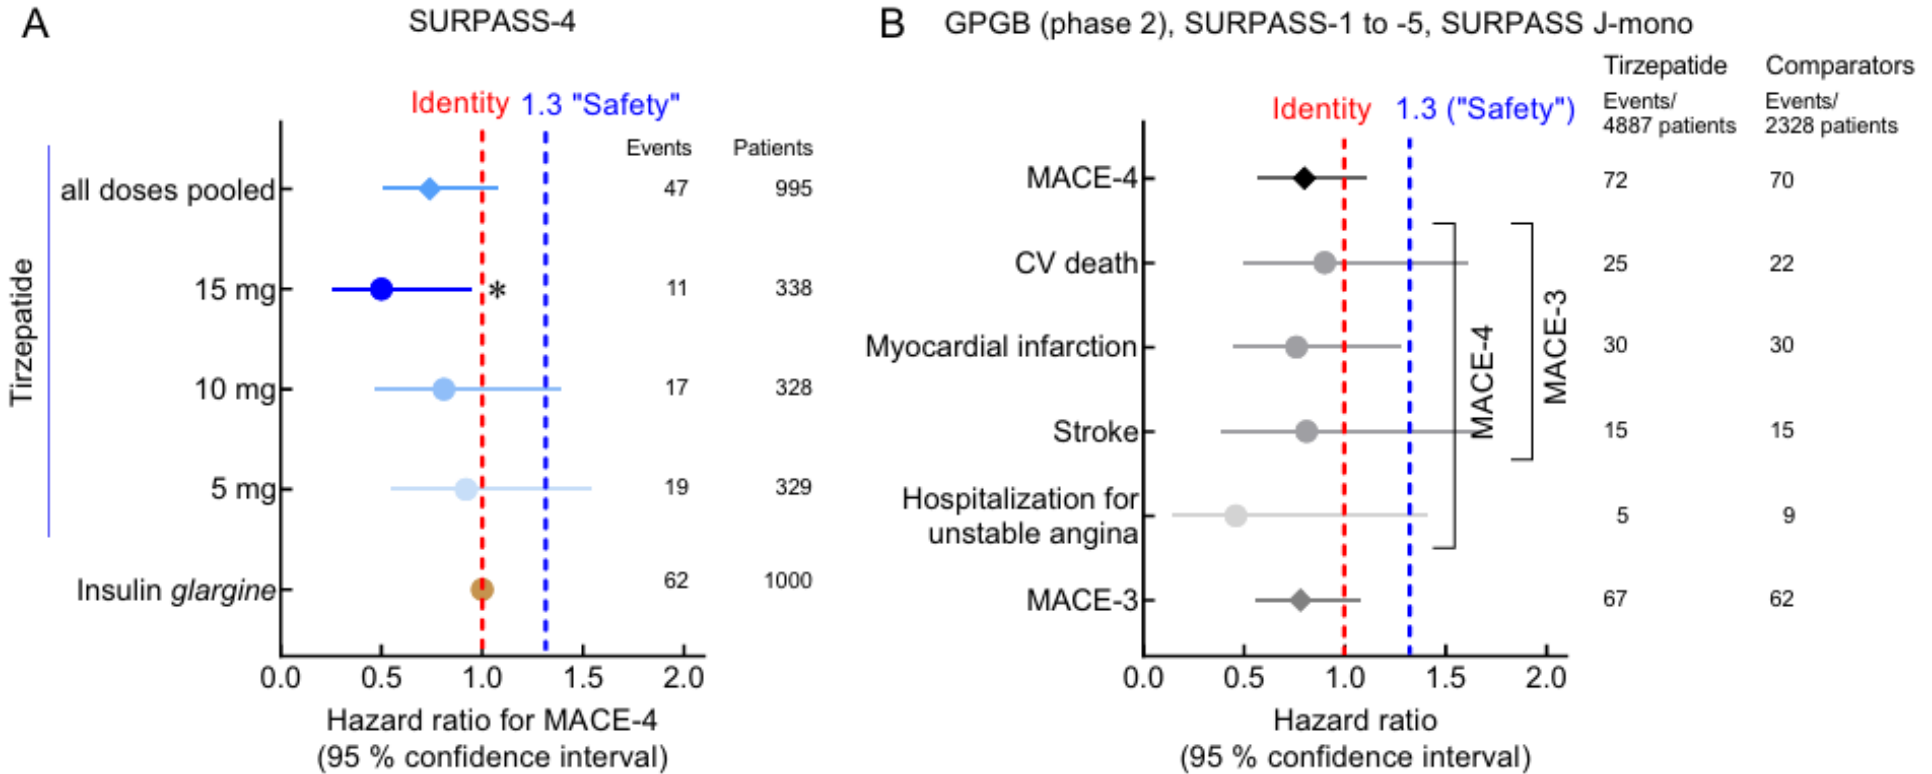 A
SURPASS-4
Identity 1.3 "Safety"
Events Patients
Tirzepatide
all doses pooled 47 995
15 mg * 11 338
10 mg 17 328
5 mg 19 329
Insulin glargine 62 1000
0.0 0.5 1.0 1.5 2.0
Hazard ratio for MACE-4
(95 % confidence interval)
B
GPGB (phase 2), SURPASS-1 to -5, SURPASS J-mono
Tirzepatide Comparators
Events/ Events/
4887 patients 2328 patients
Identity 1.3 ("Safety")
MACE-4 72 70
CV death 25 22
Myocardial infarction 30 30
Stroke 15 15
Hospitalization for
unstable angina 5 9
MACE-3 67 62
MACE-4
MACE-3
0.0 0.5 1.0 1.5 2.0
Hazard ratio
(95 % confidence interval)